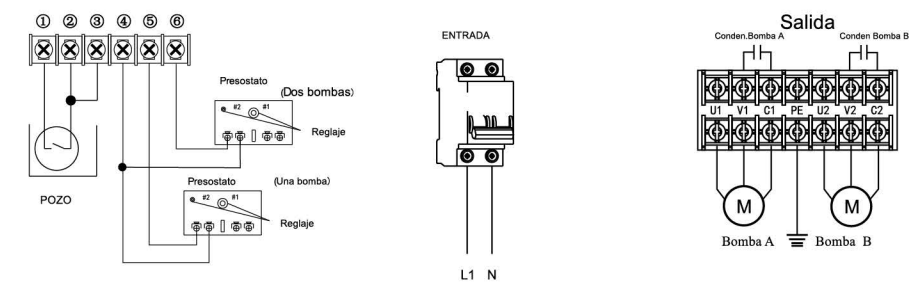 ① ② ③ ④ ⑤ ⑥
POZO
Presostato
(Dos bombas)
#2 #1
Reglaje
Presostato (Una bomba)
#2 #1
Reglaje
ENTRADA
L1 N
Salida
Conden.Bomba A Conden Bomba B
U1 V1 C1 PE U2 V2 C2
M M
Bomba A Bomba B